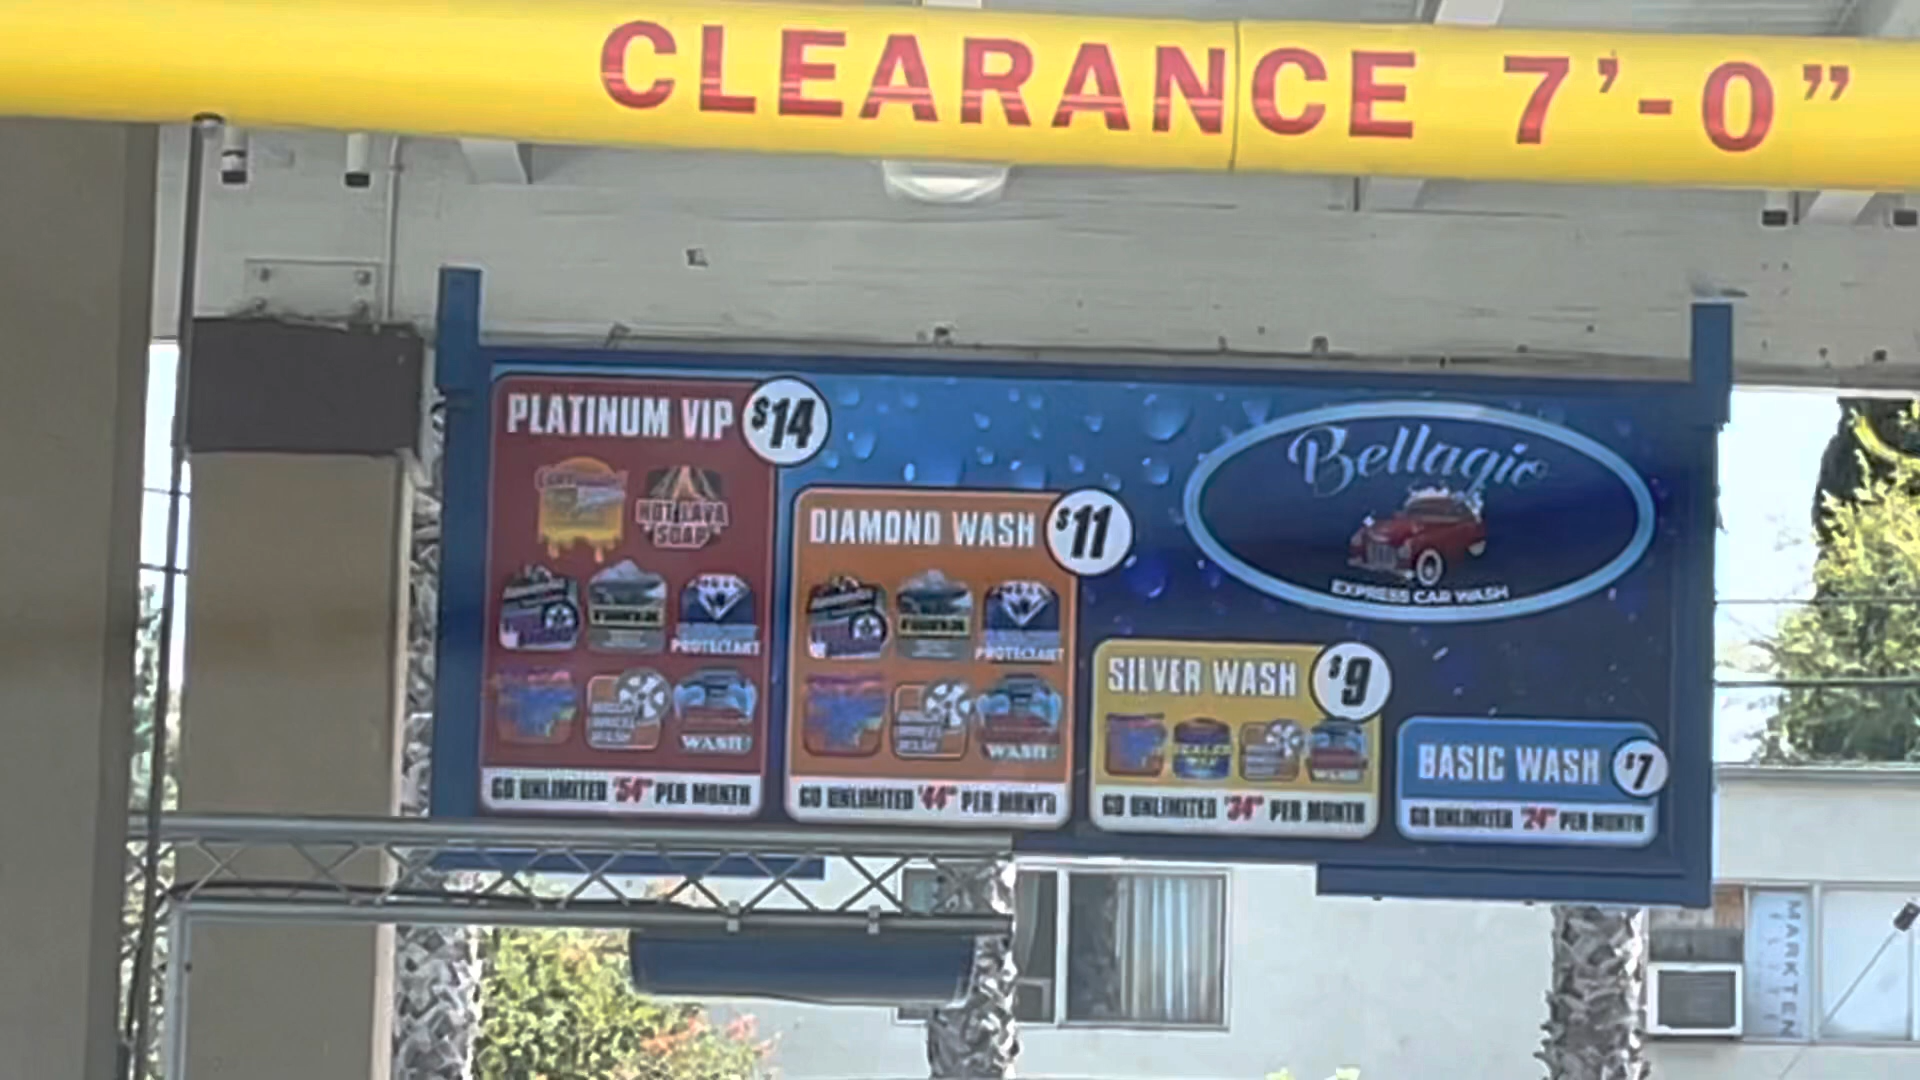 CLEARANCE 7'-0"
PLATINUM VIP $14
HOT LAVA
SOAP
PROTECTANT
WASH!
GO UNLIMITED $54 PER MONTH
DIAMOND WASH $11
PROTECTANT
WASH!
GO UNLIMITED $44 PER MONTH
Bellagio
EXPRESS CAR WASH
SILVER WASH $9
SEALER
WASH
GO UNLIMITED $34 PER MONTH
BASIC WASH $7
GO UNLIMITED $24 PER MONTH